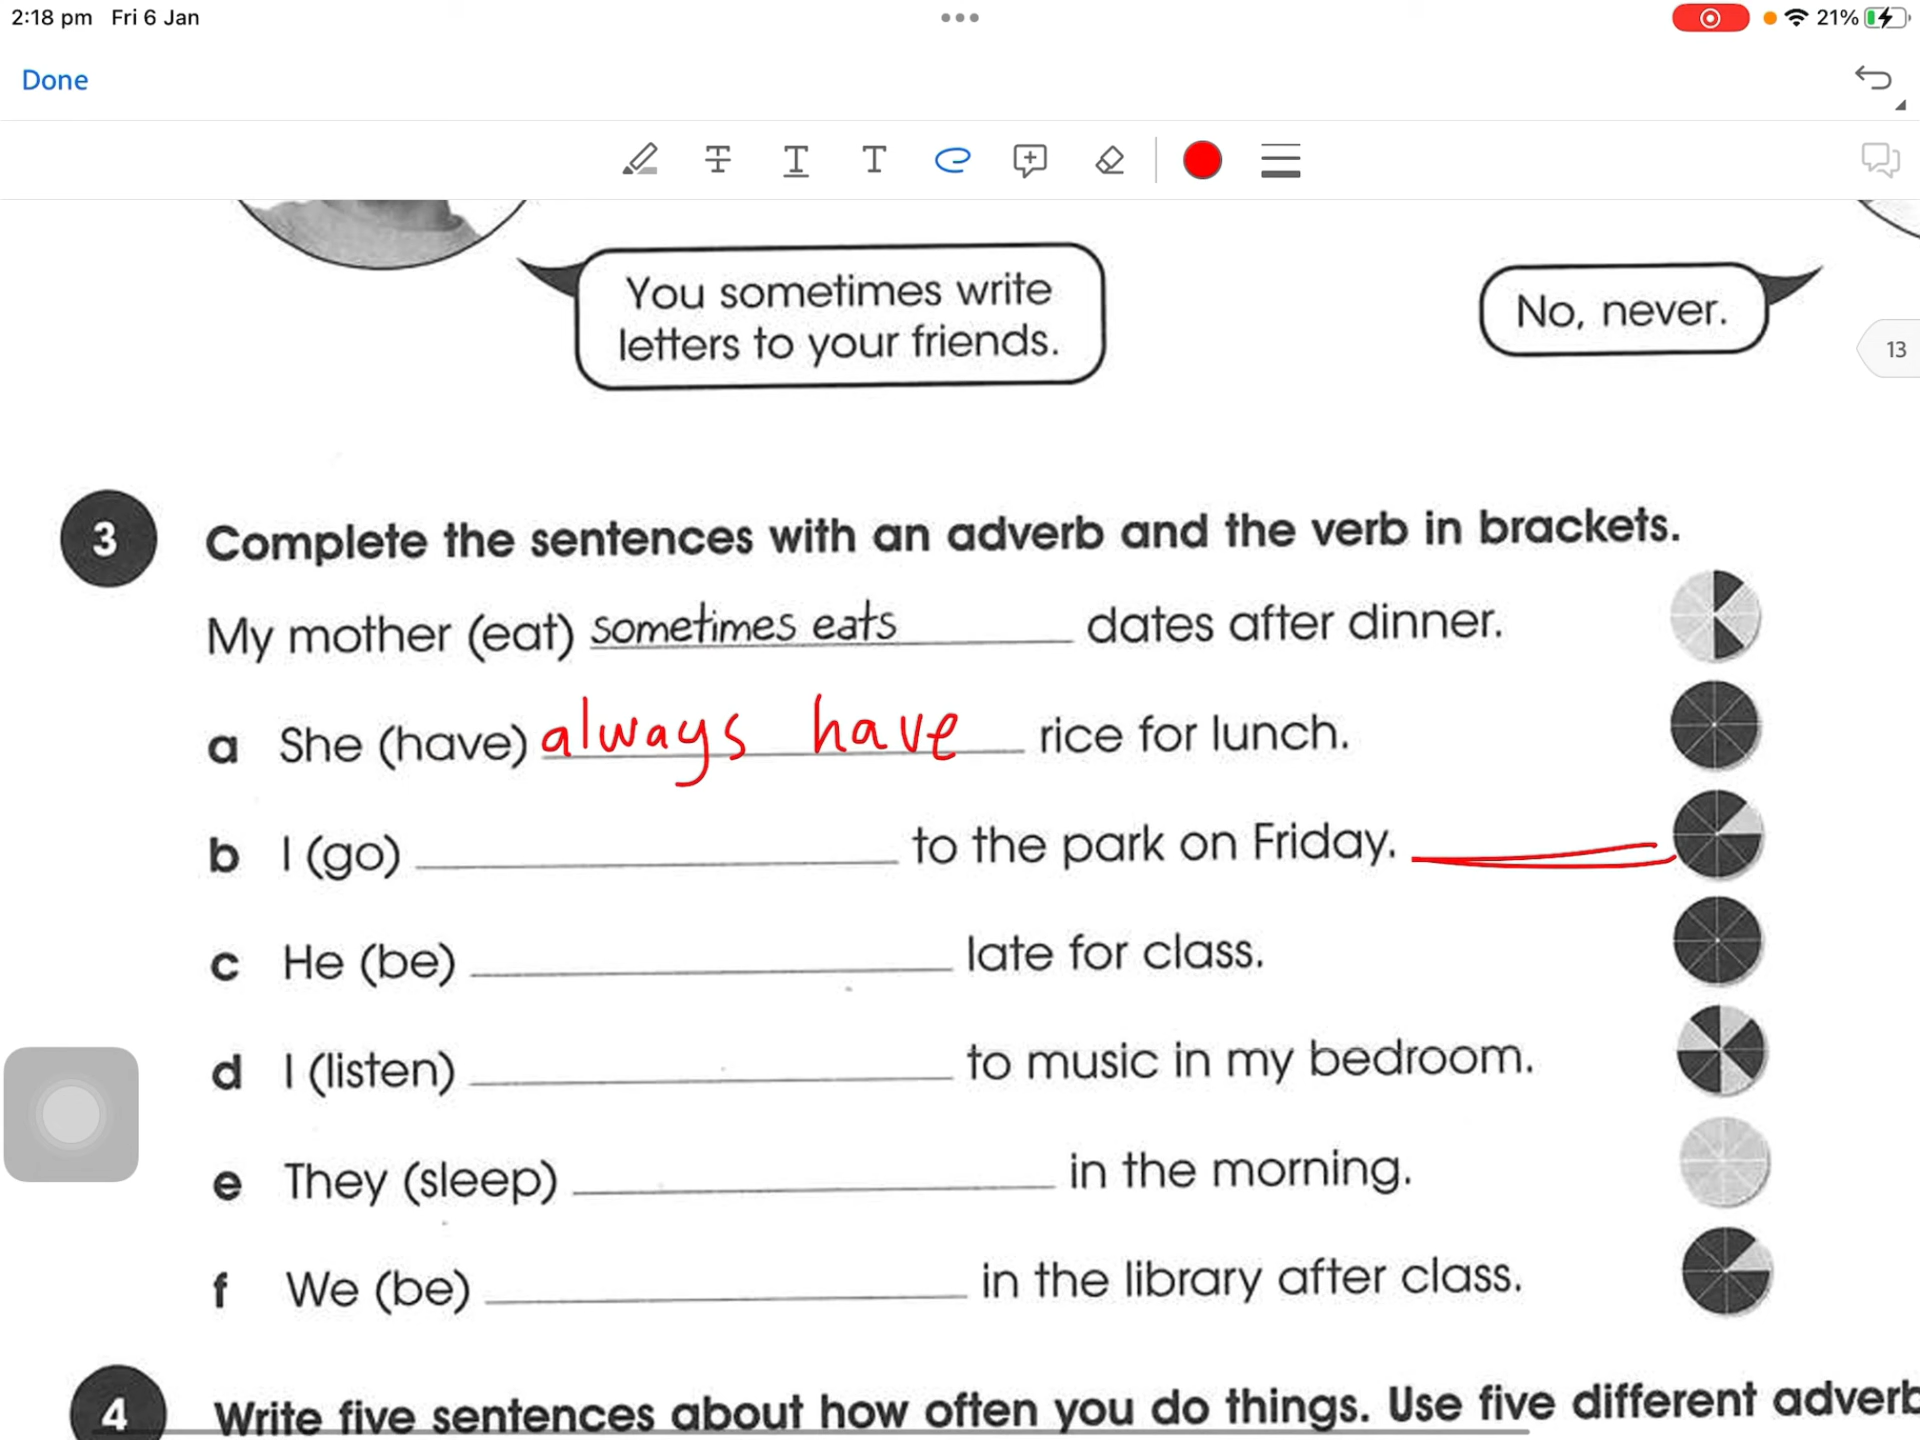 2:18 pm Fri 6 Jan
21%
Done
You sometimes write
letters to your friends.
No, never.
13
3 Complete the sentences with an adverb and the verb in brackets.
My mother (eat) sometimes eats dates after dinner.
a She (have) always have rice for lunch.
b I (go) to the park on Friday.
c He (be) late for class.
d I (listen) to music in my bedroom.
e They (sleep) in the morning.
f We (be) in the library after class.
4 Write five sentences about how often you do things. Use five different adverb